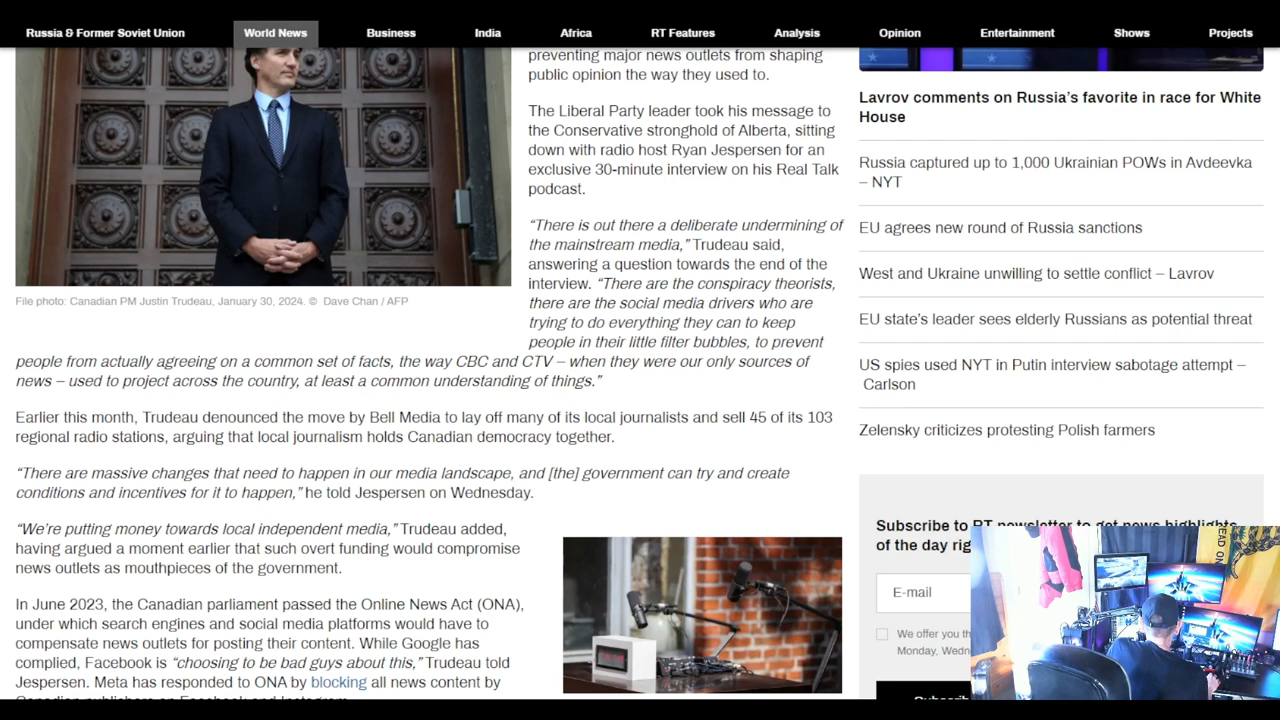 Russia & Former Soviet Union World News Business India Africa RT Features Analysis Opinion Entertainment Shows Projects
preventing major news outlets from shaping
public opinion the way they used to.
The Liberal Party leader took his message to
the Conservative stronghold of Alberta, sitting
down with radio host Ryan Jespersen for an
exclusive 30-minute interview on his Real Talk
podcast.
“There is out there a deliberate undermining of
the mainstream media,” Trudeau said,
answering a question towards the end of the
interview. “There are the conspiracy theorists,
there are the social media drivers who are
trying to do everything they can to keep
people in their little filter bubbles, to prevent
File photo: Canadian PM Justin Trudeau, January 30, 2024. © Dave Chan / AFP
people from actually agreeing on a common set of facts, the way CBC and CTV – when they were our only sources of
news – used to project across the country, at least a common understanding of things.”
Earlier this month, Trudeau denounced the move by Bell Media to lay off many of its local journalists and sell 45 of its 103
regional radio stations, arguing that local journalism holds Canadian democracy together.
“There are massive changes that need to happen in our media landscape, and [the] government can try and create
conditions and incentives for it to happen,” he told Jespersen on Wednesday.
“We’re putting money towards local independent media,” Trudeau added,
having argued a moment earlier that such overt funding would compromise
news outlets as mouthpieces of the government.
In June 2023, the Canadian parliament passed the Online News Act (ONA),
under which search engines and social media platforms would have to
compensate news outlets for posting their content. While Google has
complied, Facebook is “choosing to be bad guys about this,” Trudeau told
Jespersen. Meta has responded to ONA by blocking all news content by
Canadian publishers on Facebook and Instagram
Lavrov comments on Russia’s favorite in race for White
House
Russia captured up to 1,000 Ukrainian POWs in Avdeevka
– NYT
EU agrees new round of Russia sanctions
West and Ukraine unwilling to settle conflict – Lavrov
EU state’s leader sees elderly Russians as potential threat
US spies used NYT in Putin interview sabotage attempt –
Carlson
Zelensky criticizes protesting Polish farmers
Subscribe to RT newsletter to get news highlights
of the day rig
E-mail
We offer you th
Monday, Wedn
Subscrib